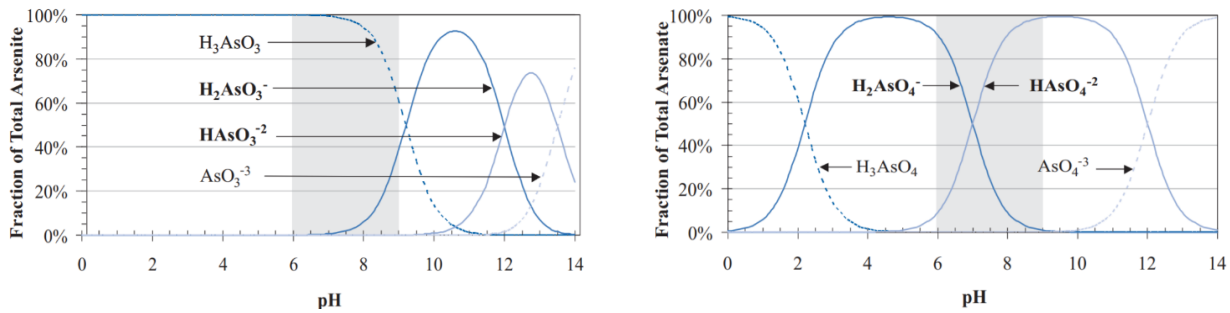 Fraction of Total Arsenite
100%
80%
60%
40%
20%
0%
H₃AsO₃
H₂AsO₃⁻
HAsO₃⁻²
AsO₃⁻³
0 2 4 6 8 10 12 14
pH
Fraction of Total Arsenate
100%
80%
60%
40%
20%
0%
H₂AsO₄⁻ HAsO₄⁻²
H₃AsO₄ AsO₄⁻³
0 2 4 6 8 10 12 14
pH